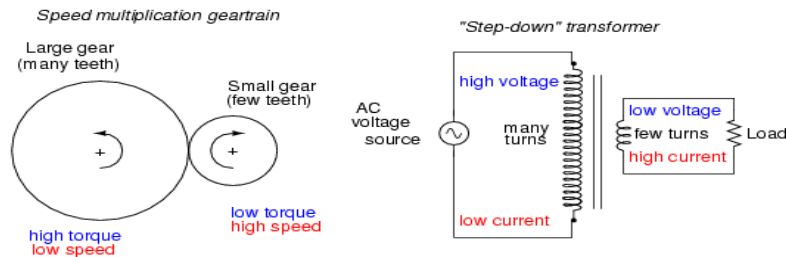 Speed multiplication geartrain
Large gear
(many teeth)
Small gear
(few teeth)
+
+
high torque
low speed
low torque
high speed
"Step-down" transformer
AC
voltage
source
high voltage
many
turns
low current
low voltage
few turns
high current
Load